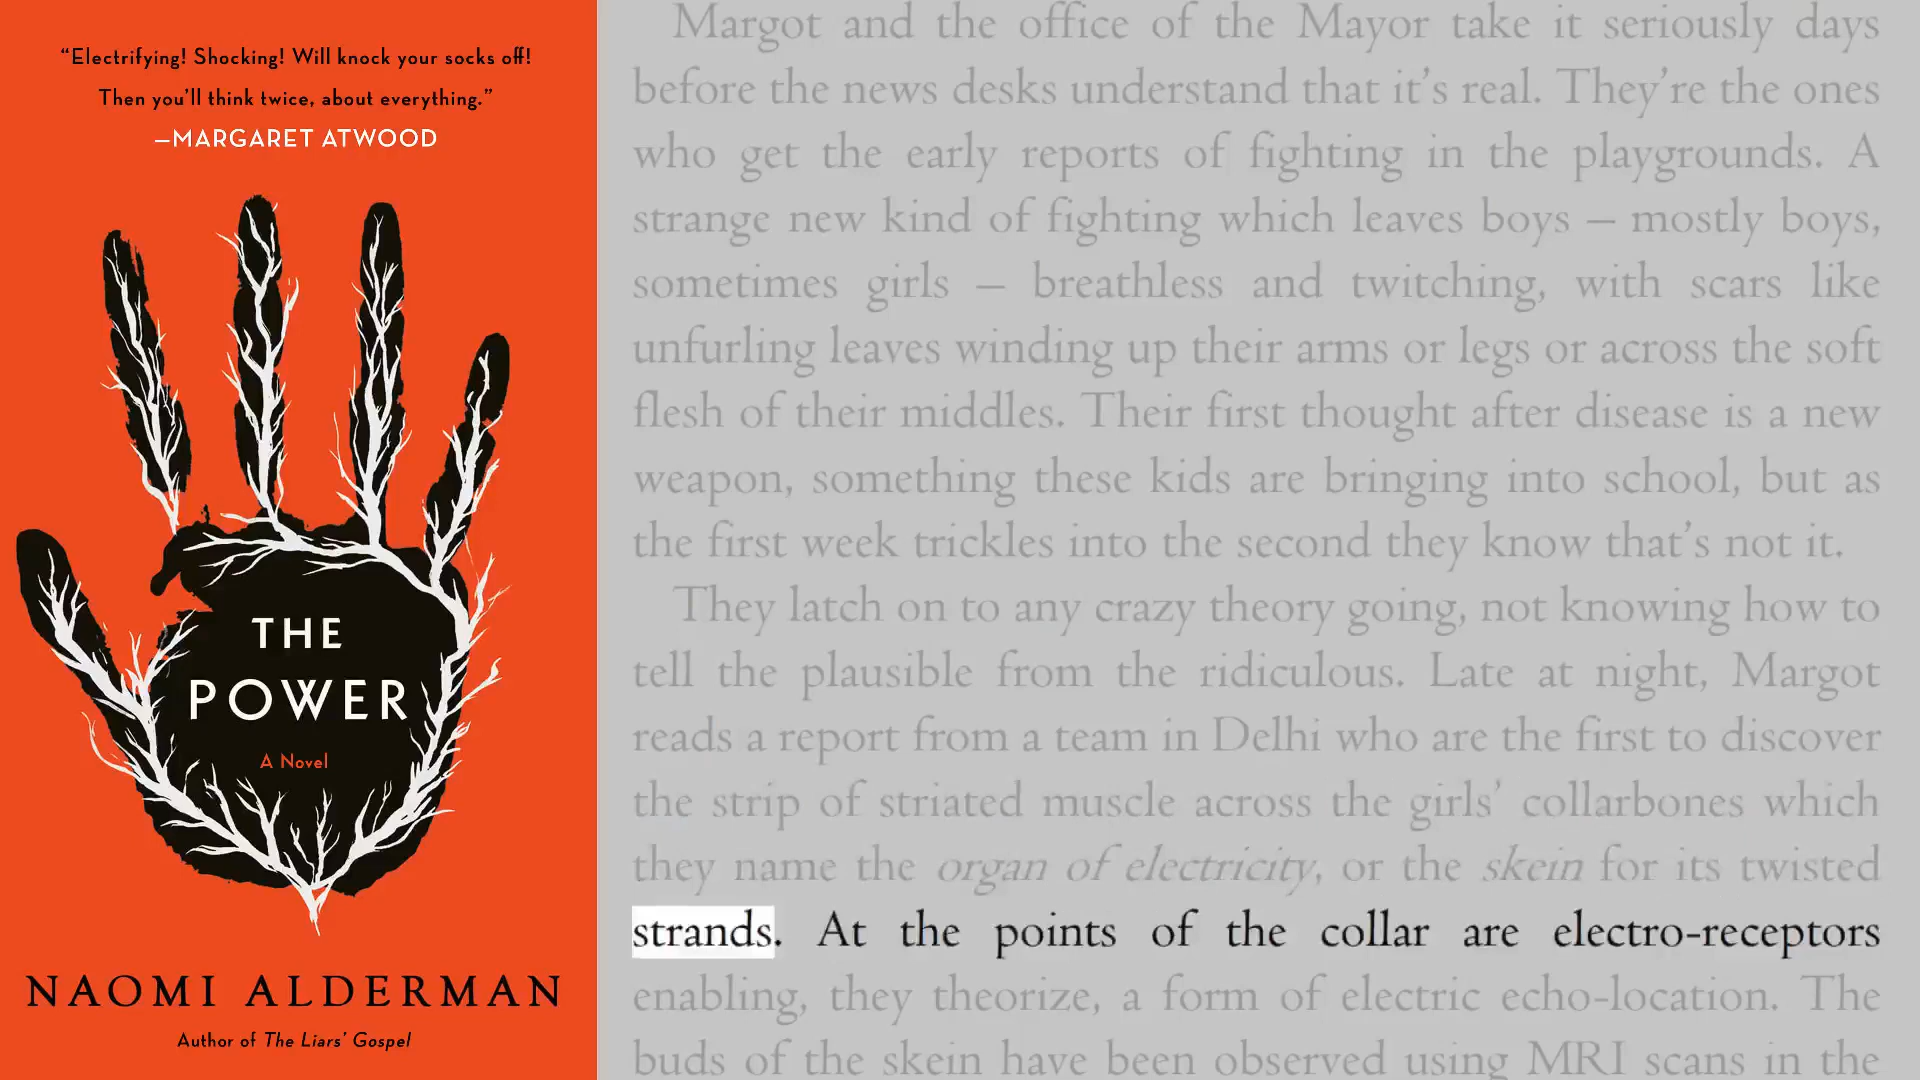 “Electrifying! Shocking! Will knock your socks off!
Then you’ll think twice, about everything.”
—MARGARET ATWOOD
THE
POWER
A Novel
NAOMI ALDERMAN
Author of The Liars’ Gospel
Margot and the office of the Mayor take it seriously days
before the news desks understand that it’s real. They’re the ones
who get the early reports of fighting in the playgrounds. A
strange new kind of fighting which leaves boys – mostly boys,
sometimes girls – breathless and twitching, with scars like
unfurling leaves winding up their arms or legs or across the soft
flesh of their middles. Their first thought after disease is a new
weapon, something these kids are bringing into school, but as
the first week trickles into the second they know that’s not it.
They latch on to any crazy theory going, not knowing how to
tell the plausible from the ridiculous. Late at night, Margot
reads a report from a team in Delhi who are the first to discover
the strip of striated muscle across the girls’ collarbones which
they name the organ of electricity, or the skein for its twisted
strands. At the points of the collar are electro-receptors
enabling, they theorize, a form of electric echo-location. The
buds of the skein have been observed using MRI scans in the